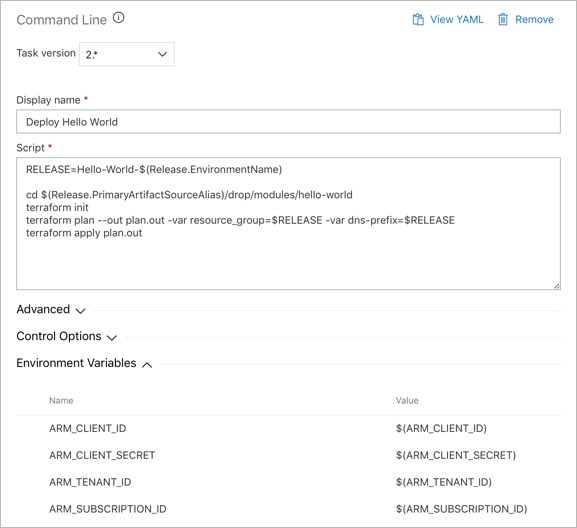 Command Line
View YAML
Remove
Task version
2.*
Display name *
Deploy Hello World
Script *
RELEASE=Hello-World-$(Release.EnvironmentName)
cd $(Release.PrimaryArtifactSourceAlias)/drop/modules/hello-world
terraform init
terraform plan --out plan.out -var resource_group=$RELEASE -var dns-prefix=$RELEASE
terraform apply plan.out
Advanced
Control Options
Environment Variables
Name Value
ARM_CLIENT_ID $(ARM_CLIENT_ID)
ARM_CLIENT_SECRET $(ARM_CLIENT_SECRET)
ARM_TENANT_ID $(ARM_TENANT_ID)
ARM_SUBSCRIPTION_ID $(ARM_SUBSCRIPTION_ID)